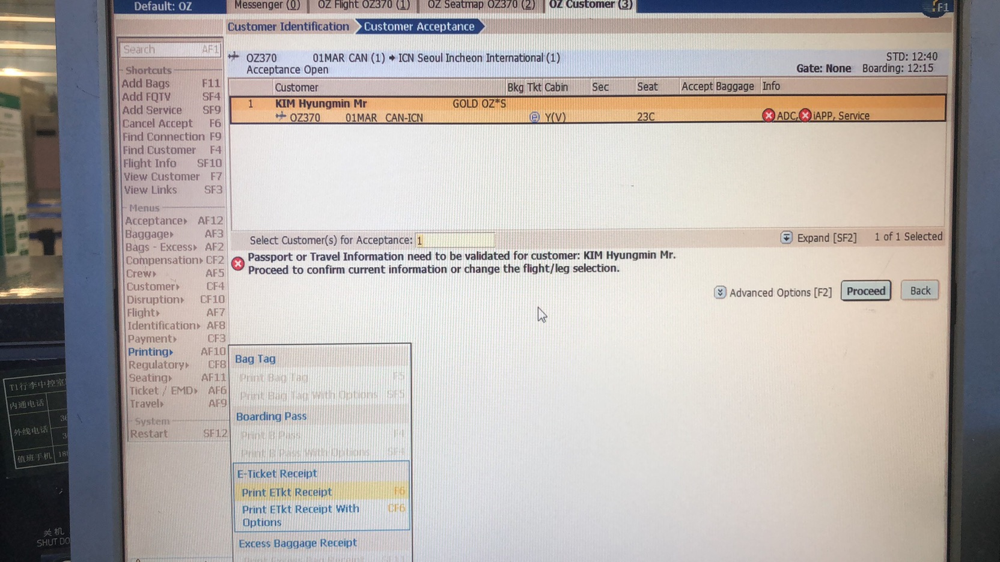 Default: OZ
Messenger (0)
OZ Flight OZ370 (1)
OZ Seatmap OZ370 (2)
OZ Customer (3)
F1
Customer Identification
Customer Acceptance
Search AF1
OZ370 01MAR CAN (1) → ICN Seoul Incheon International (1)
STD: 12:40
Acceptance Open
Gate: None Boarding: 12:15
Customer Bkg Tkt Cabin Sec Seat Accept Baggage Info
1 KIM Hyungmin Mr GOLD OZ*S
OZ370 01MAR CAN-ICN Y(V) 23C ADC, iAPP, Service
Shortcuts
Add Bags F11
Add FQTV SF4
Add Service SF9
Cancel Accept F6
Find Connection F9
Find Customer F4
Flight Info SF10
View Customer F7
View Links SF3
Menus
Acceptance AF12
Baggage AF3
Bags - Excess AF2
Compensation CF2
Crew AF5
Customer CF4
Disruption CF10
Flight AF7
Identification AF8
Payment CF3
Printing AF10
Regulatory CF8
Seating AF11
Ticket / EMD AF6
Travel AF9
System
Restart SF12
Select Customer(s) for Acceptance: 1
Expand [SF2] 1 of 1 Selected
Passport or Travel Information need to be validated for customer: KIM Hyungmin Mr.
Proceed to confirm current information or change the flight/leg selection.
Advanced Options [F2] Proceed Back
Bag Tag
Print Bag Tag F5
Print Bag Tag With Options SF5
Boarding Pass
Print B Pass F4
Print B Pass With Options SF4
E-Ticket Receipt
Print ETkt Receipt F6
Print ETkt Receipt With CF6
Options
Excess Baggage Receipt
T1行李中控室
内通电话
外线电话
值班手机 188
关机
SHUT DO